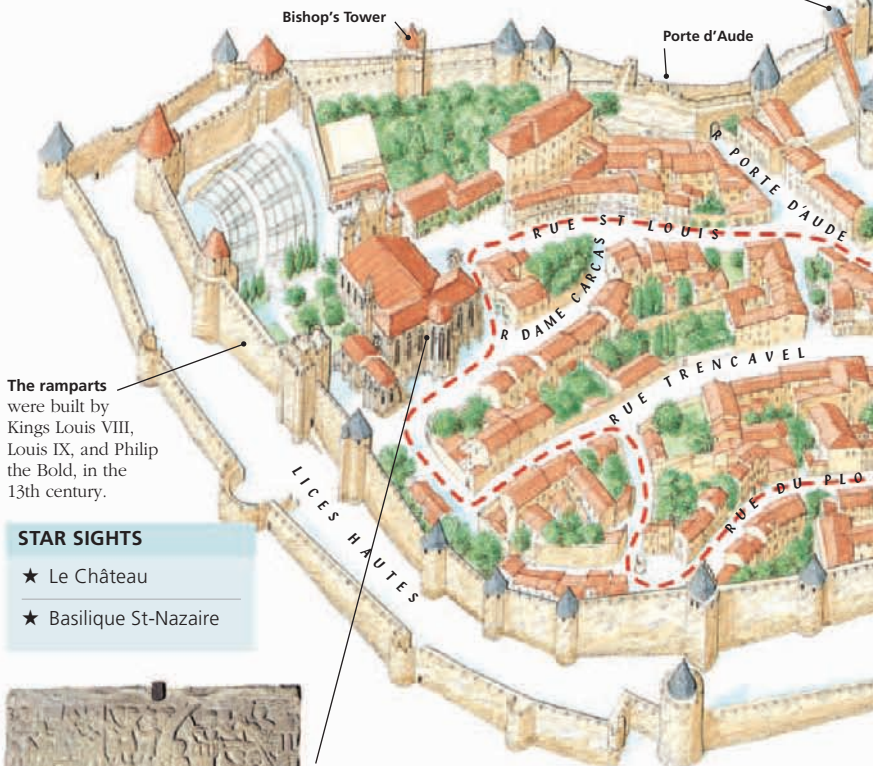 Bishop's Tower
Porte d'Aude
R PORTE D'AUDE
RUE ST LOUIS
R DAME CARCAS
RUE TRENCAVEL
RUE DU PLO
The ramparts
were built by
Kings Louis VIII,
Louis IX, and Philip
the Bold, in the
13th century.
LICES HAUTES
STAR SIGHTS
★ Le Château
★ Basilique St-Nazaire